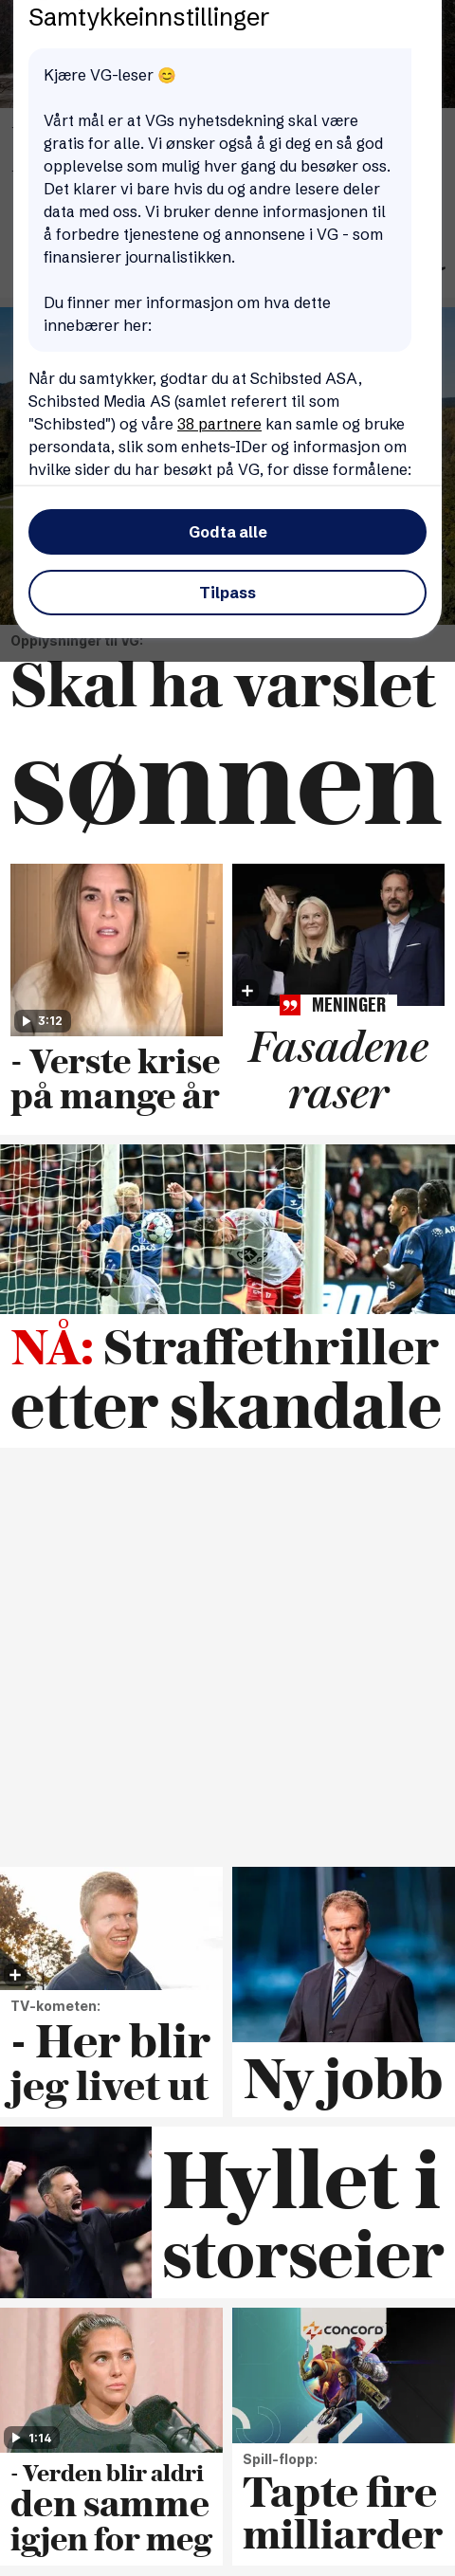 Samtykkeinnstillinger
Kjære VG-leser 😊
Vårt mål er at VGs nyhetsdekning skal være
gratis for alle. Vi ønsker også å gi deg en så god
opplevelse som mulig hver gang du besøker oss.
Det klarer vi bare hvis du og andre lesere deler
data med oss. Vi bruker denne informasjonen til
å forbedre tjenestene og annonsene i VG - som
finansierer journalistikken.
Du finner mer informasjon om hva dette
innebærer her:
Når du samtykker, godtar du at Schibsted ASA,
Schibsted Media AS (samlet referert til som
"Schibsted") og våre 38 partnere kan samle og bruke
persondata, slik som enhets-IDer og informasjon om
hvilke sider du har besøkt på VG, for disse formålene:
Godta alle
Tilpass
Opplysninger til VG:
Skal ha varslet
sønnen
3:12
- Verste krise
på mange år
MENINGER
Fasadene
raser
NÅ: Straffethriller
etter skandale
TV-kometen:
- Her blir
jeg livet ut
Ny jobb
Hyllet i
storseier
1:14
- Verden blir aldri
den samme
igjen for meg
CONCORD
Spill-flopp:
Tapte fire
milliarder